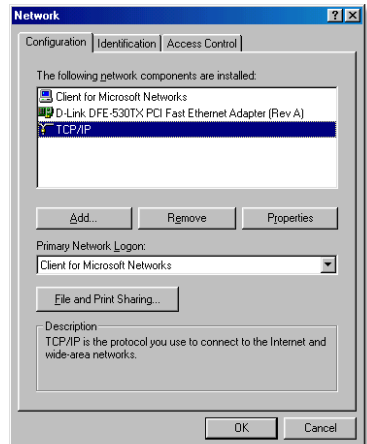 Network
Configuration Identification Access Control
The following network components are installed:
Client for Microsoft Networks
D-Link DFE-530TX PCI Fast Ethernet Adapter (Rev A)
TCP/IP
Add... Remove Properties
Primary Network Logon:
Client for Microsoft Networks
File and Print Sharing...
Description
TCP/IP is the protocol you use to connect to the Internet and
wide-area networks.
OK Cancel